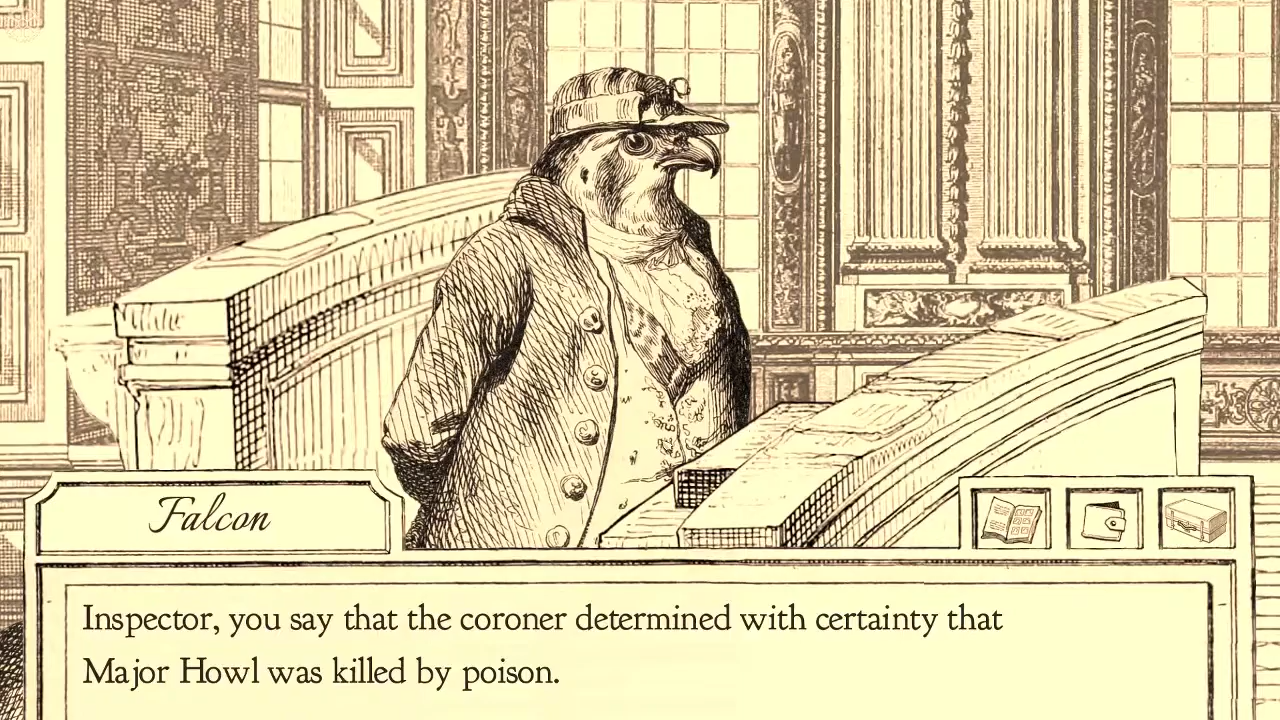 Falcon
Inspector, you say that the coroner determined with certainty that
Major Howl was killed by poison.